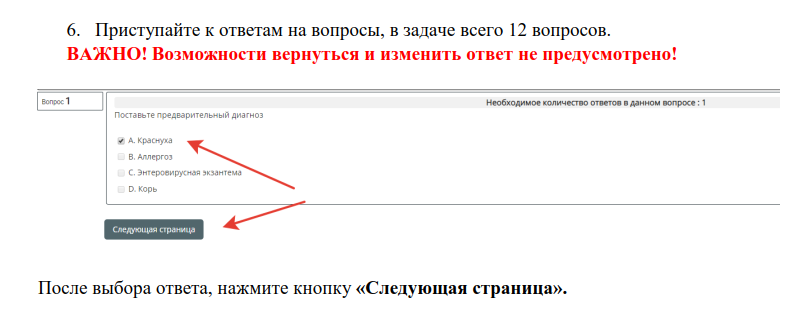 6. Приступайте к ответам на вопросы, в задаче всего 12 вопросов.
ВАЖНО! Возможности вернуться и изменить ответ не предусмотрено!
Вопрос 1
Необходимое количество ответов в данном вопросе : 1
Поставьте предварительный диагноз
A. Краснуха
B. Аллергоз
C. Энтеровирусная экзантема
D. Корь
Следующая страница
После выбора ответа, нажмите кнопку «Следующая страница».